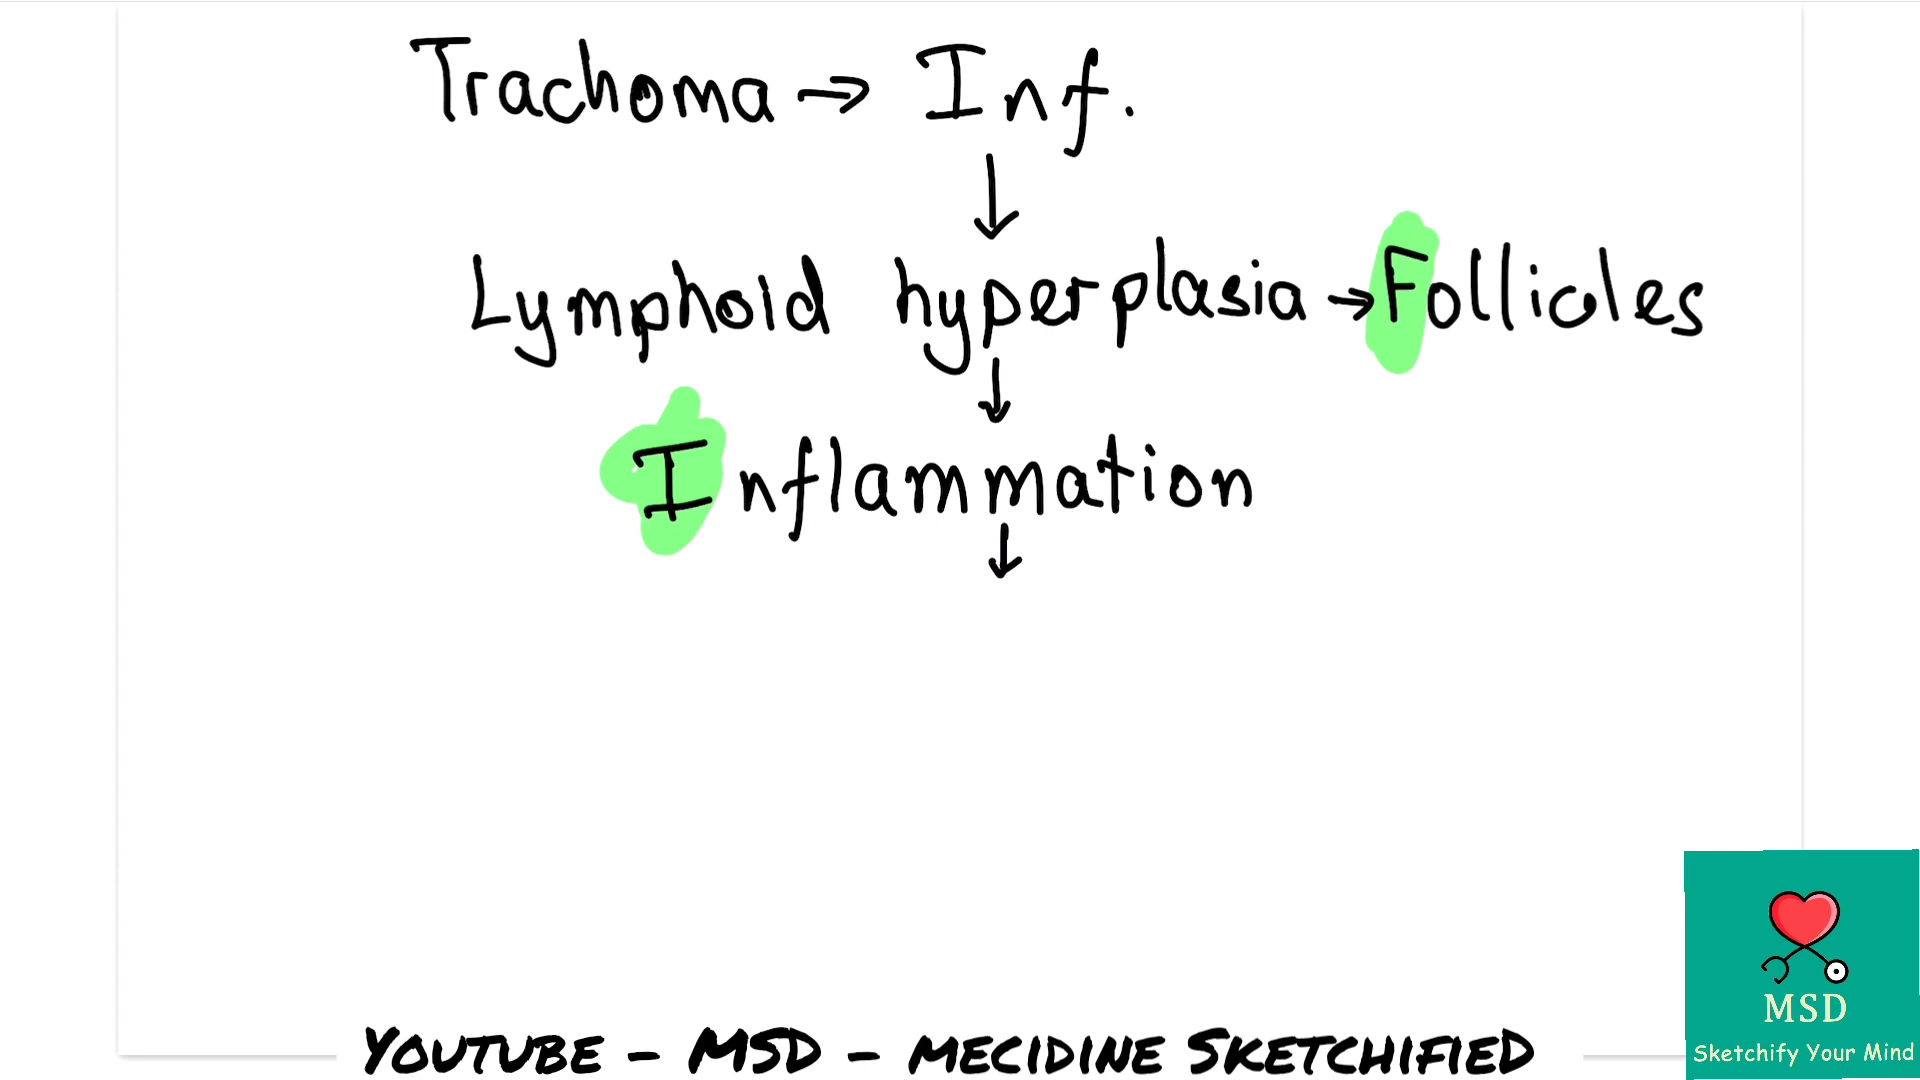 Trachoma → Inf.
↓
Lymphoid hyperplasia → Follicles
↓
Inflammation
↓
YOUTUBE - MSD - MECIDINE SKETCHIFIED
MSD
Sketchify Your Mind